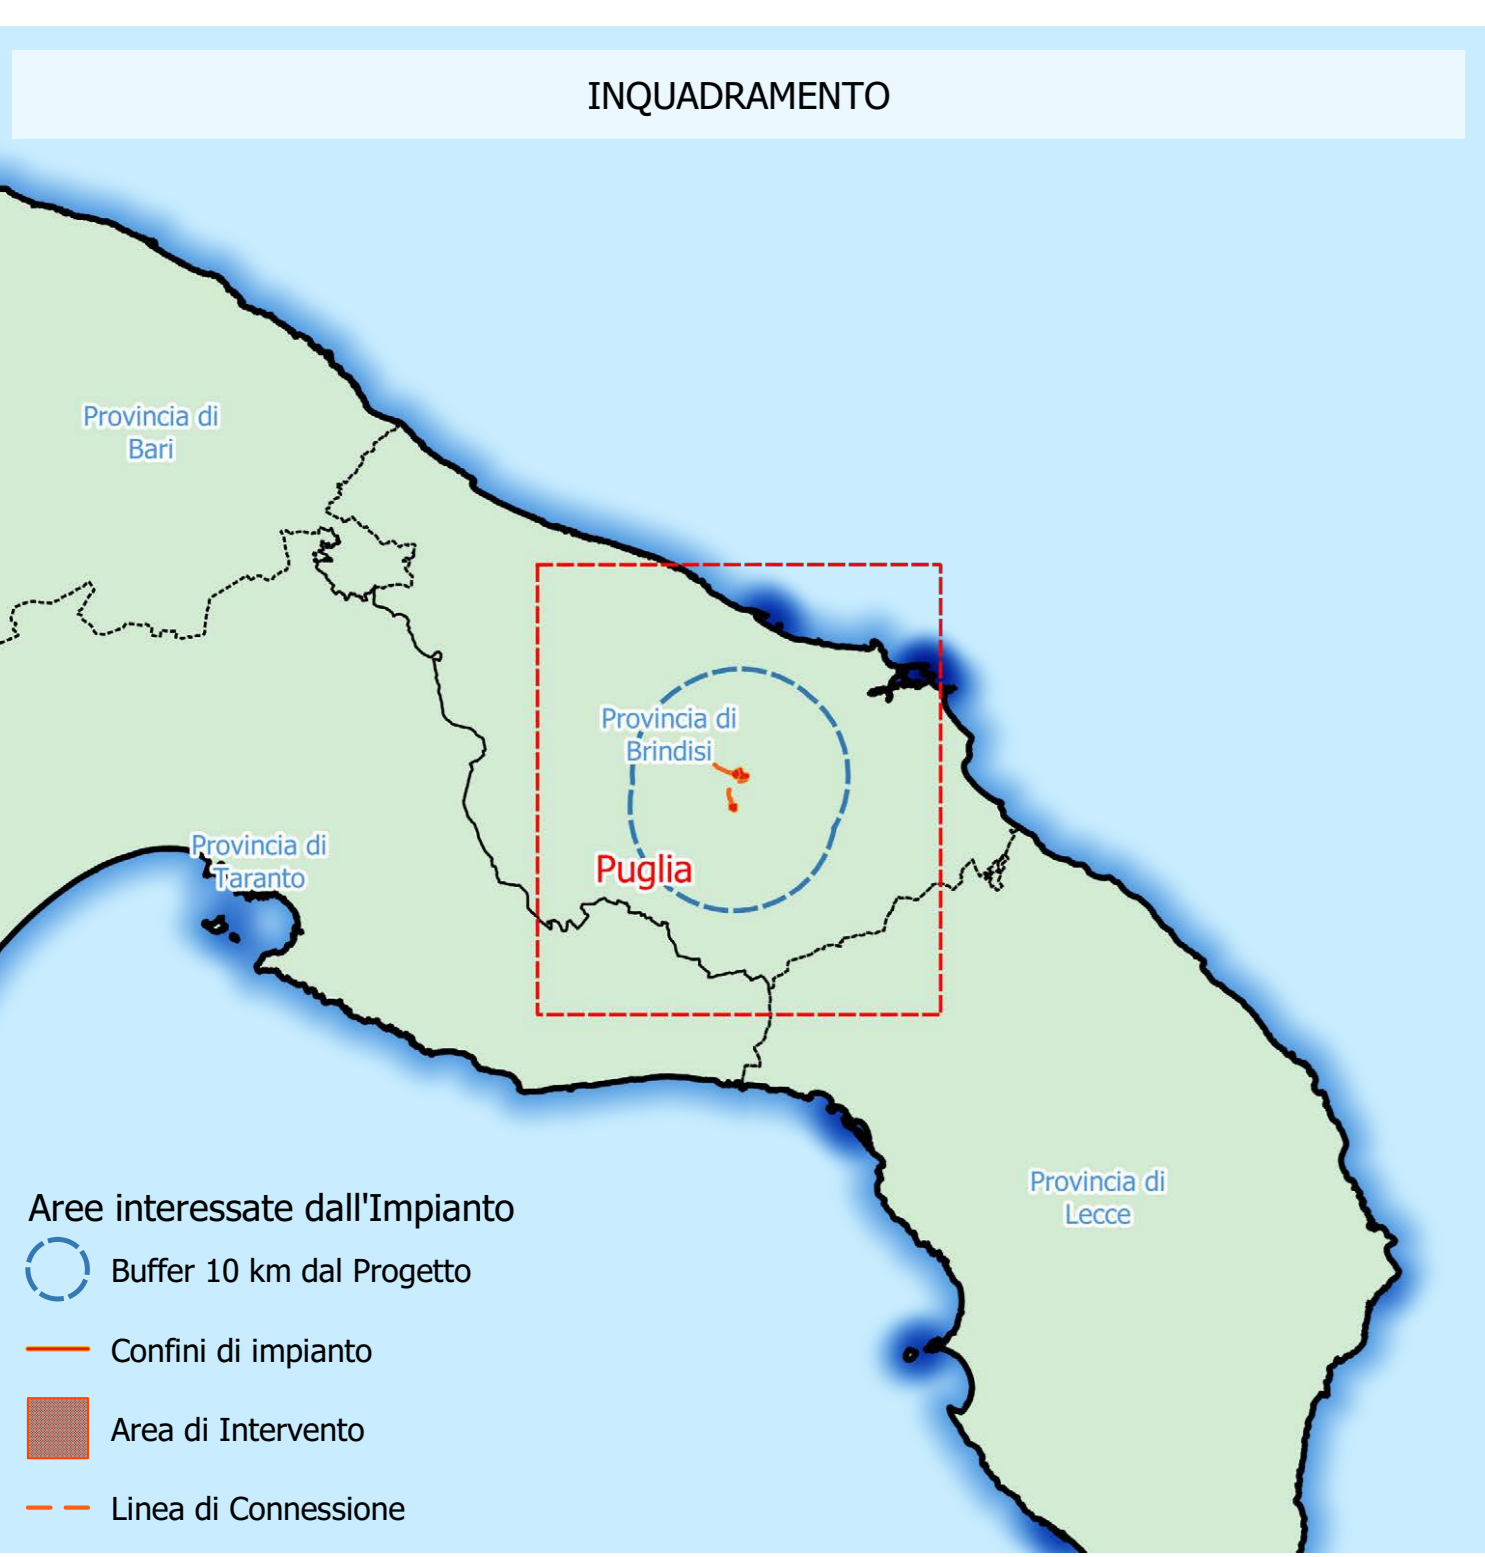 INQUADRAMENTO
Provincia di
Bari
Provincia di
Brindisi
Provincia di
Taranto
Puglia
Provincia di
Lecce
Aree interessate dall'Impianto
Buffer 10 km dal Progetto
Confini di impianto
Area di Intervento
Linea di Connessione